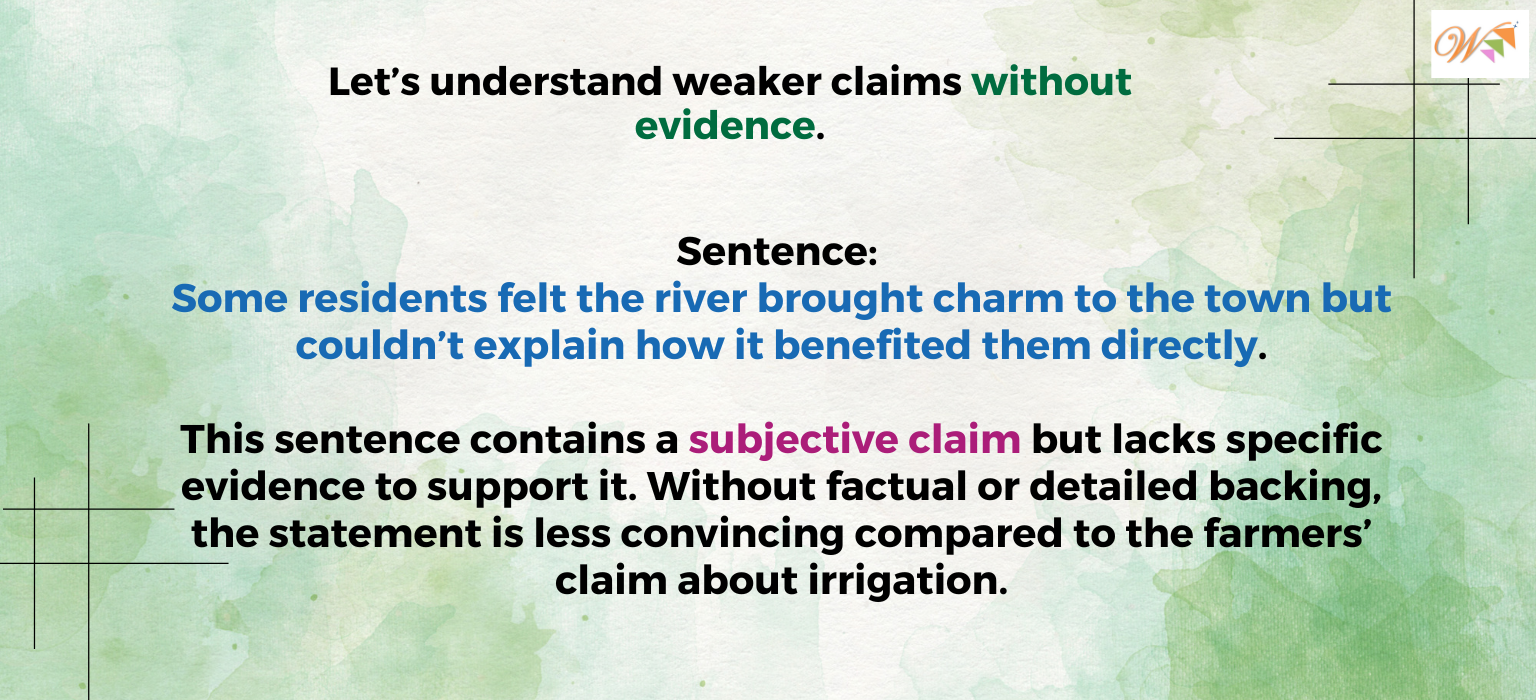 W
Let’s understand weaker claims without
evidence.
Sentence:
Some residents felt the river brought charm to the town but
couldn’t explain how it benefited them directly.
This sentence contains a subjective claim but lacks specific
evidence to support it. Without factual or detailed backing,
the statement is less convincing compared to the farmers’
claim about irrigation.